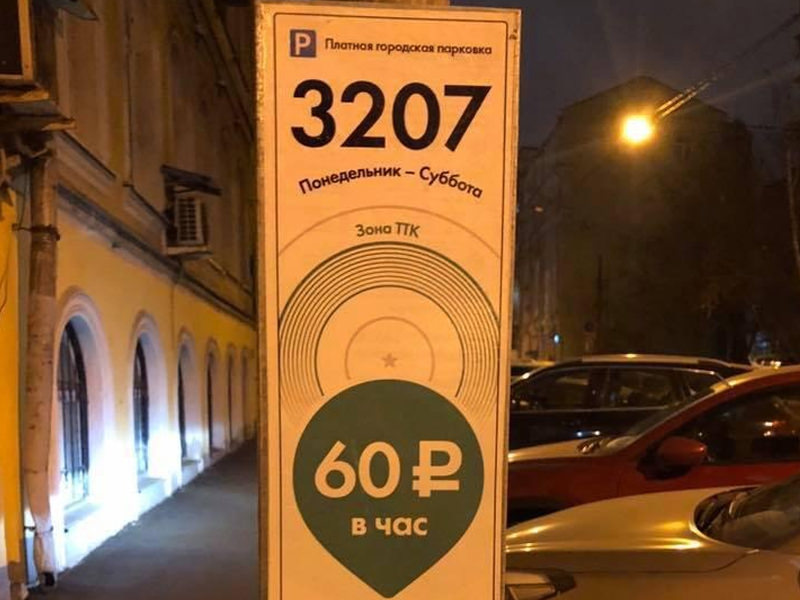 P Платная городская парковка
3207
Понедельник – Суббота
Зона ТТК
60 ₽
в час